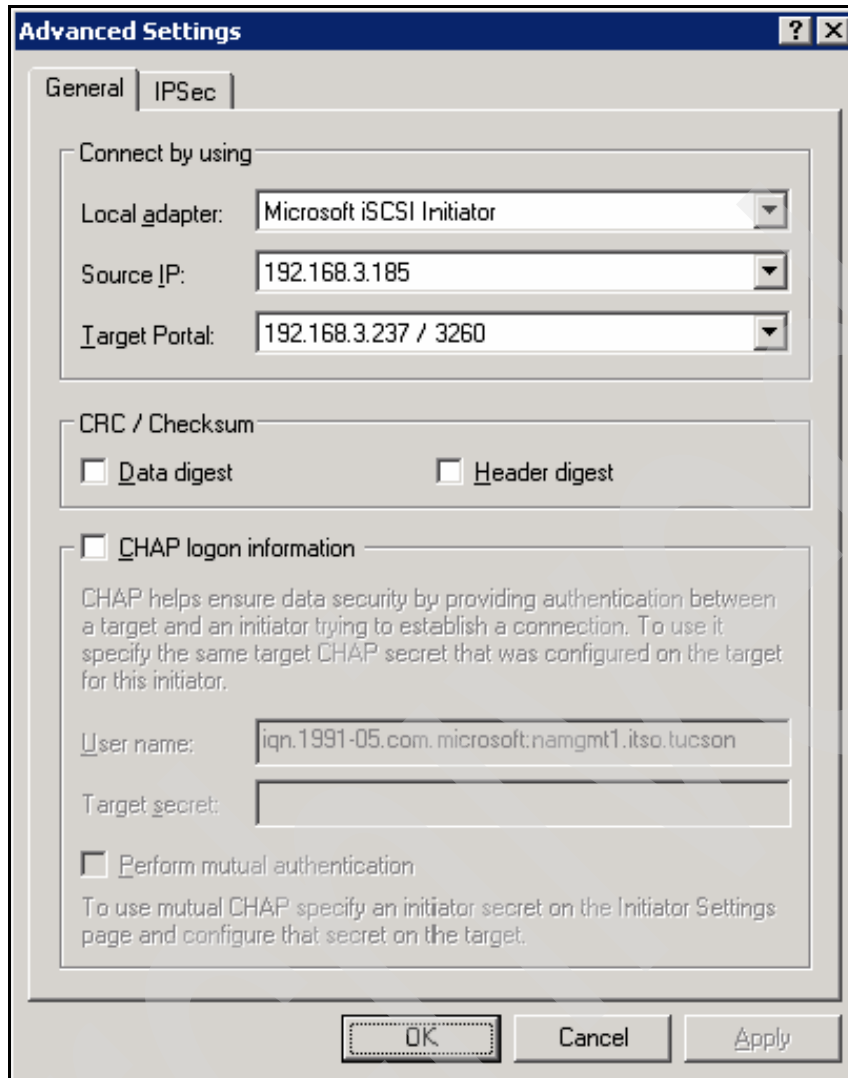 Advanced Settings
General
IPSec
Connect by using
Local adapter:
Microsoft iSCSI Initiator
Source IP:
192.168.3.185
Target Portal:
192.168.3.237 / 3260
CRC / Checksum
Data digest
Header digest
CHAP logon information
CHAP helps ensure data security by providing authentication between
a target and an initiator trying to establish a connection. To use it
specify the same target CHAP secret that was configured on the target
for this initiator.
User name:
iqn.1991-05.com.microsoft:namgmt1.itso.tucson
Target secret:
Perform mutual authentication
To use mutual CHAP specify an initiator secret on the Initiator Settings
page and configure that secret on the target.
OK
Cancel
Apply